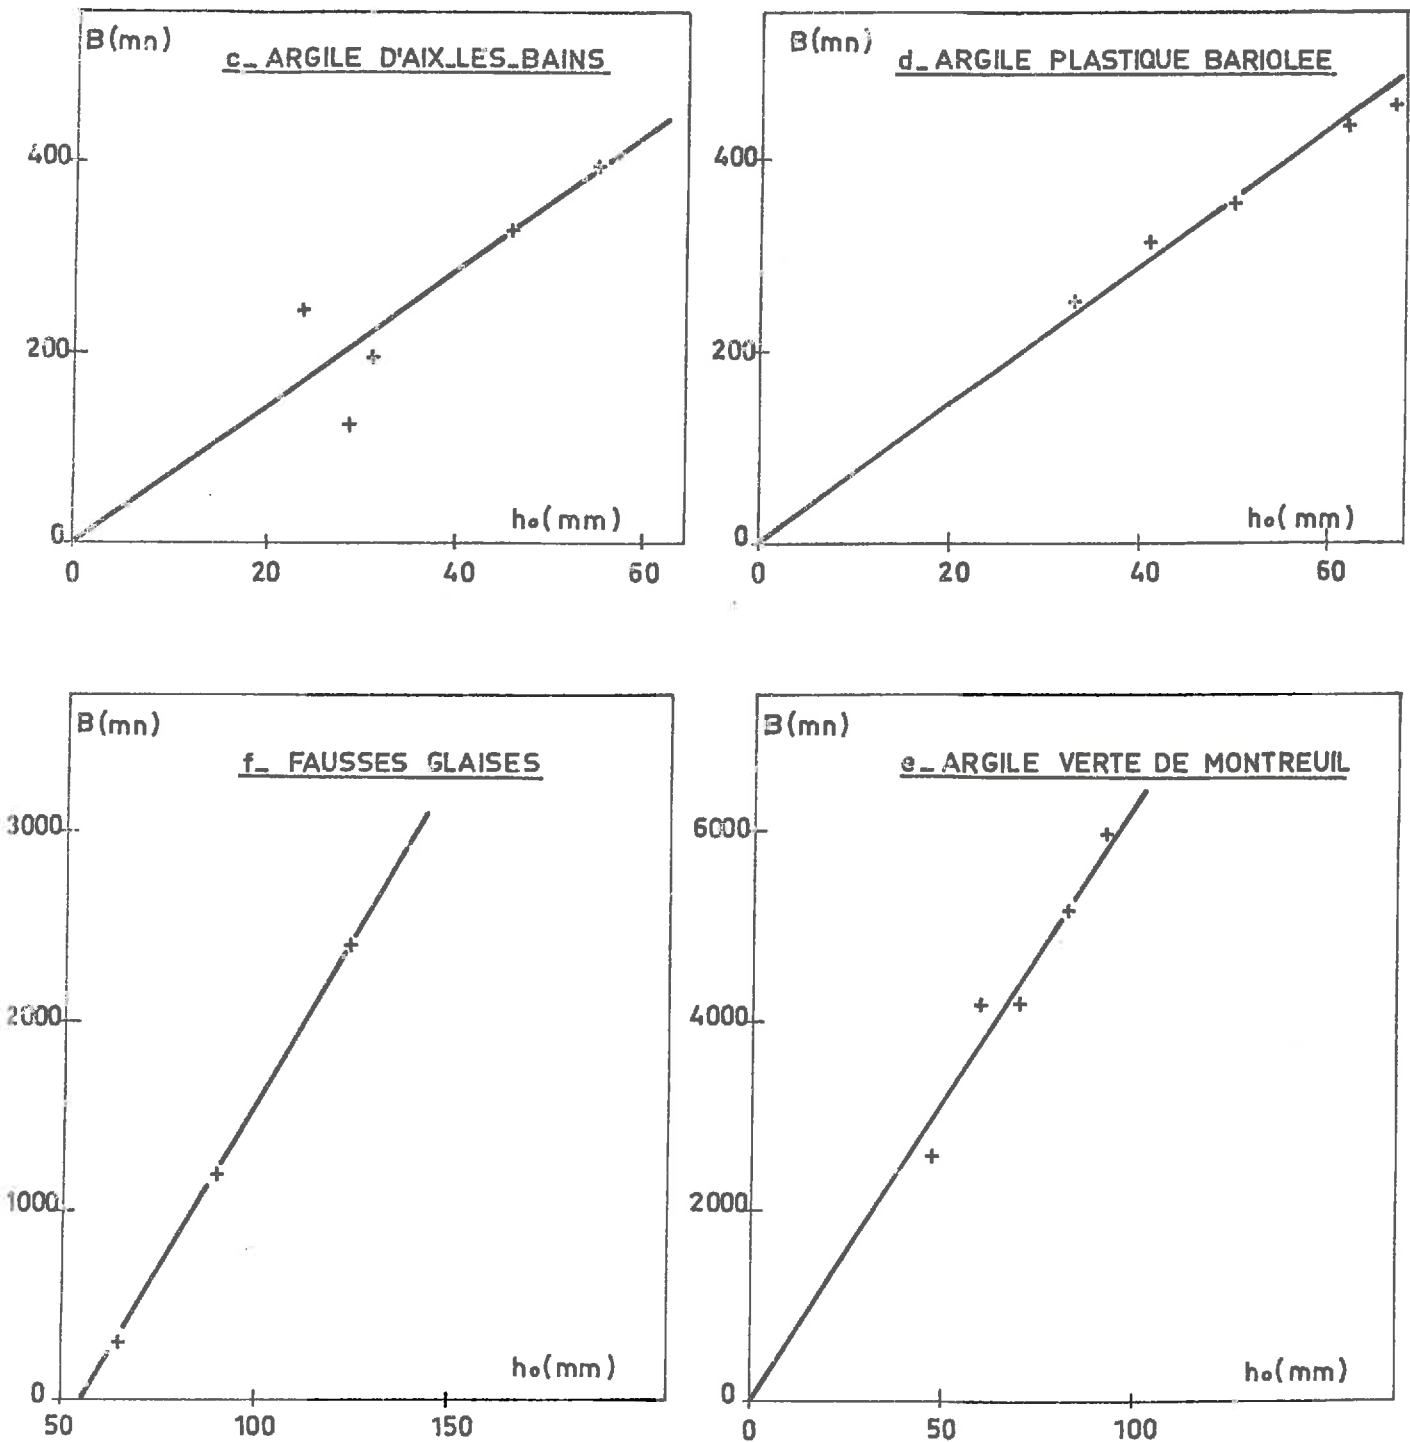 B(mn)
c_ ARGILE D'AIX_LES_BAINS
400
200
0
h₀(mm)
0 20 40 60
B(mn)
d_ ARGILE PLASTIQUE BARIOLEE
400
200
0
h₀(mm)
0 20 40 60
B(mn)
f_ FAUSSES GLAISES
3000
2000
1000
0
h₀(mm)
50 100 150
B(mn)
e_ ARGILE VERTE DE MONTREUIL
6000
4000
2000
0
h₀(mm)
0 50 100